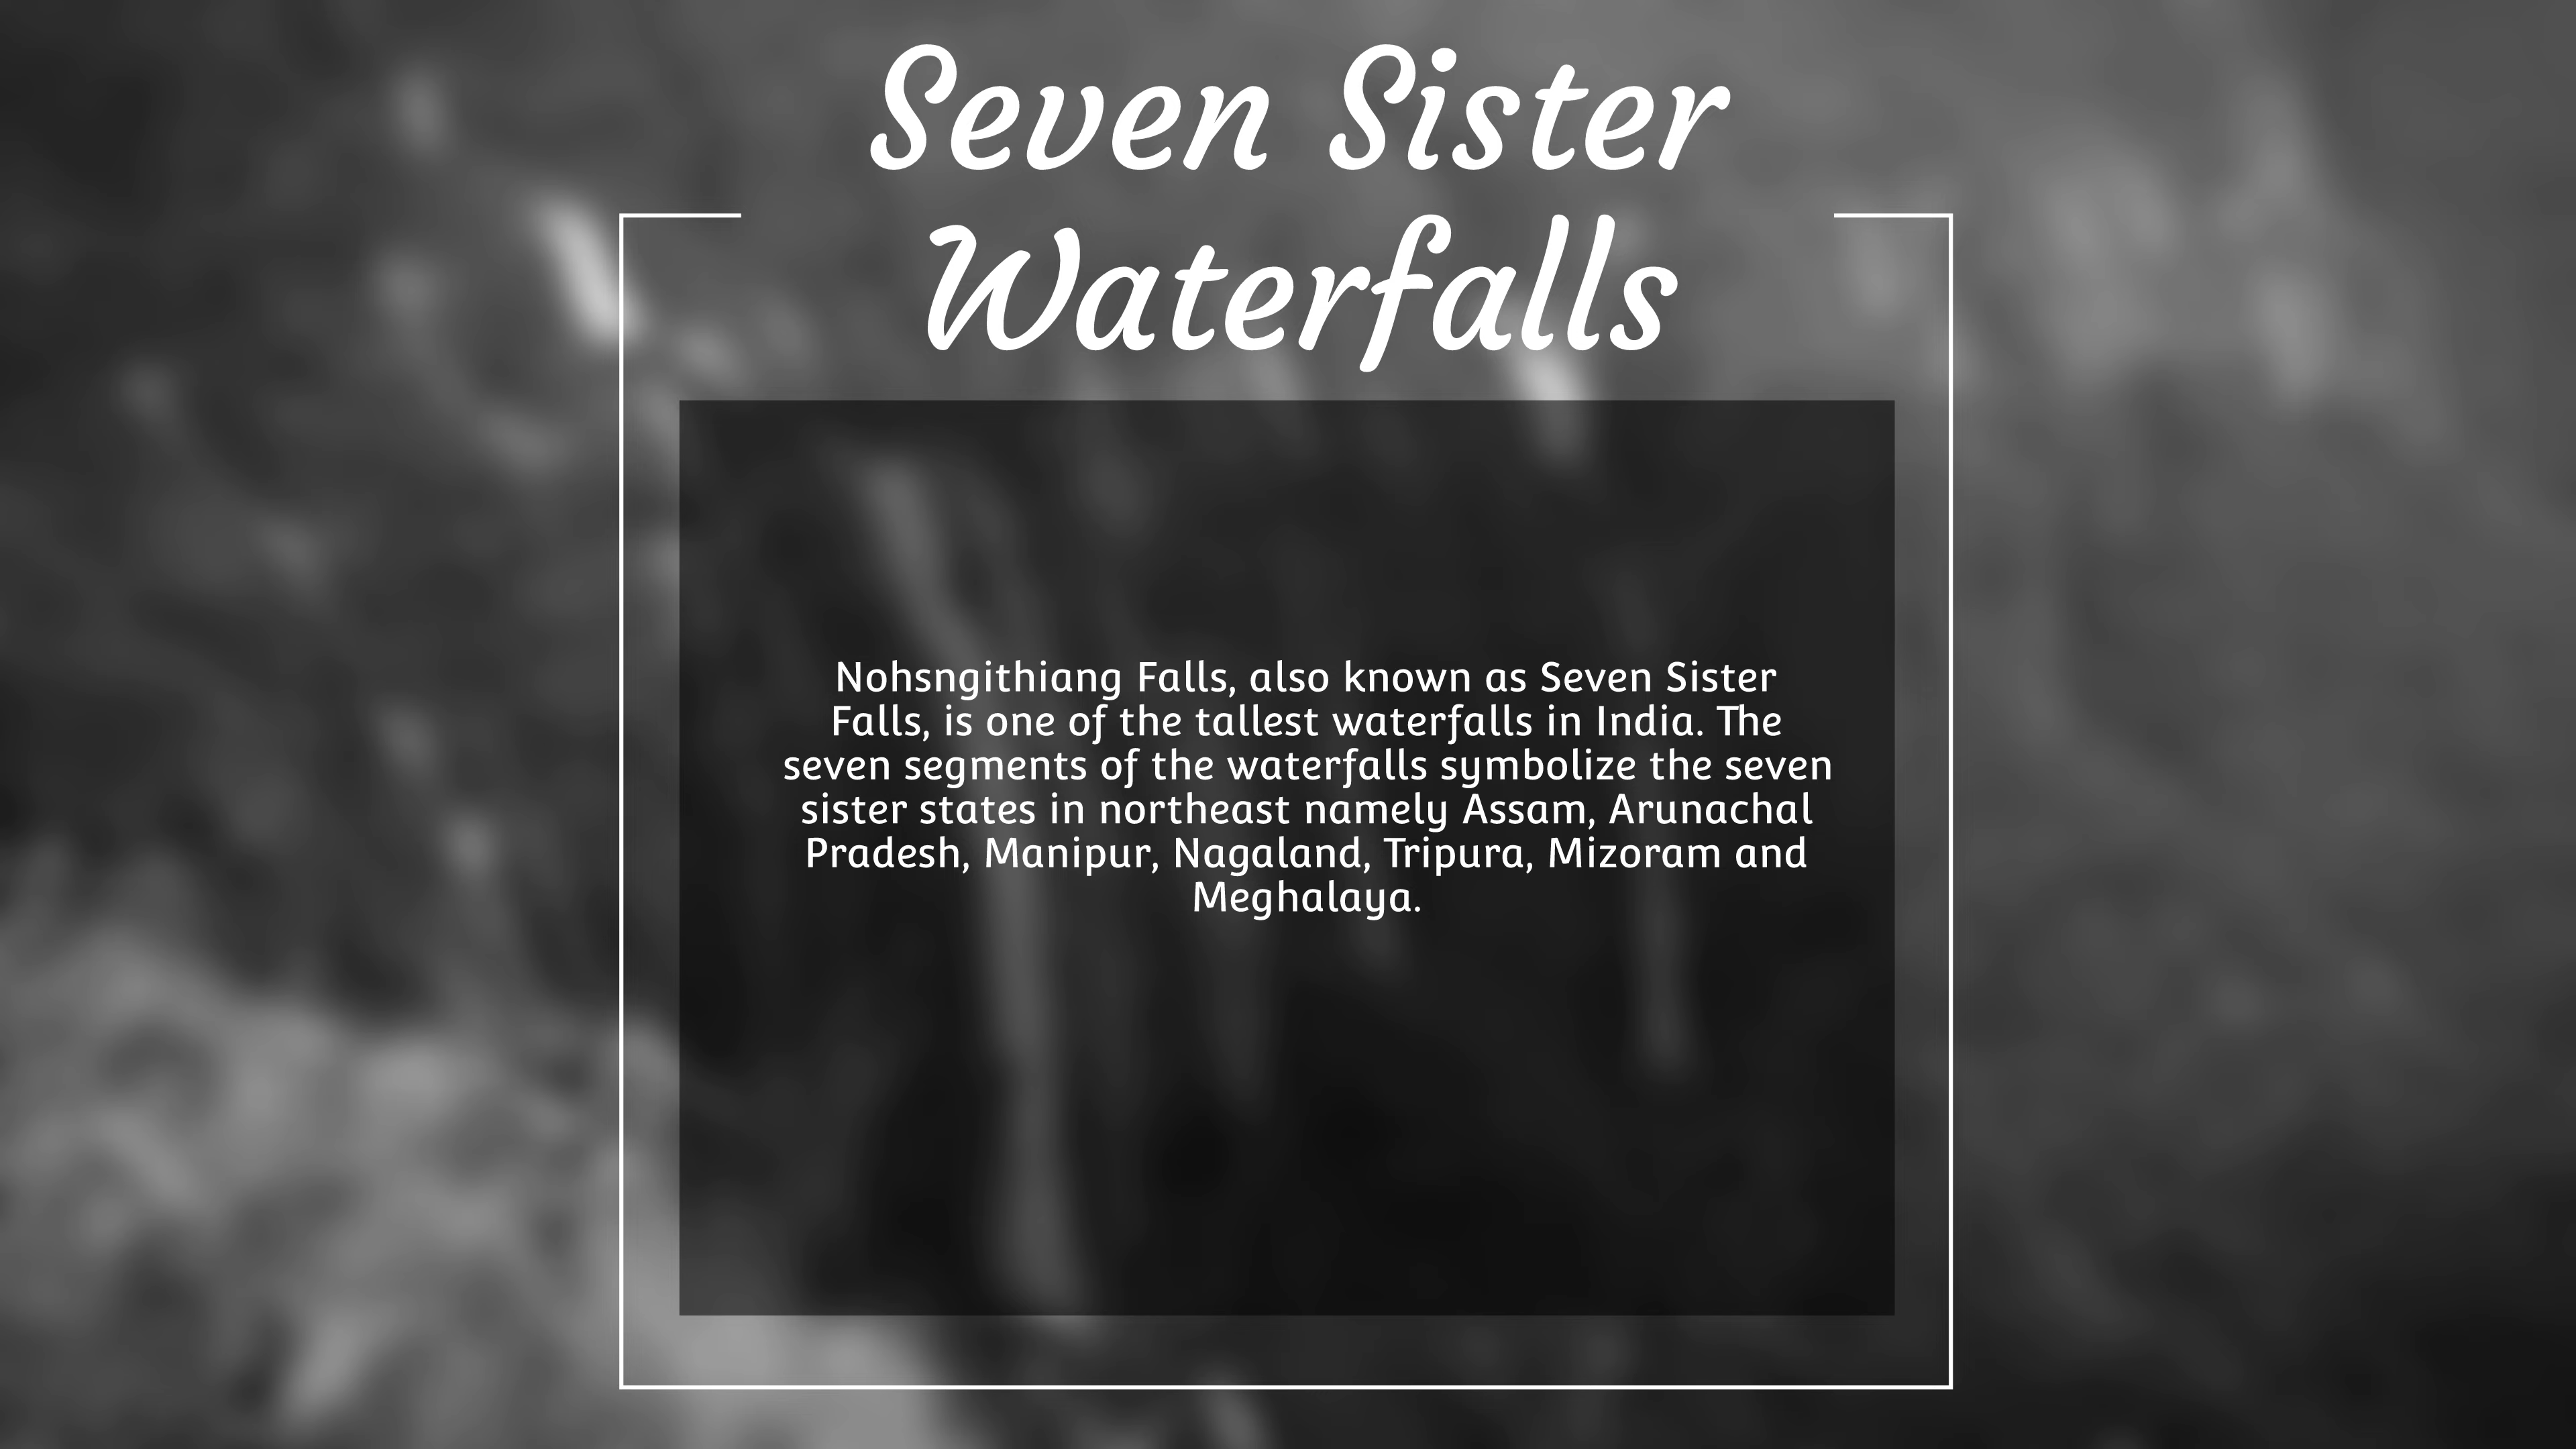 Seven Sister
Waterfalls
Nohsngithiang Falls, also known as Seven Sister
Falls, is one of the tallest waterfalls in India. The
seven segments of the waterfalls symbolize the seven
sister states in northeast namely Assam, Arunachal
Pradesh, Manipur, Nagaland, Tripura, Mizoram and
Meghalaya.